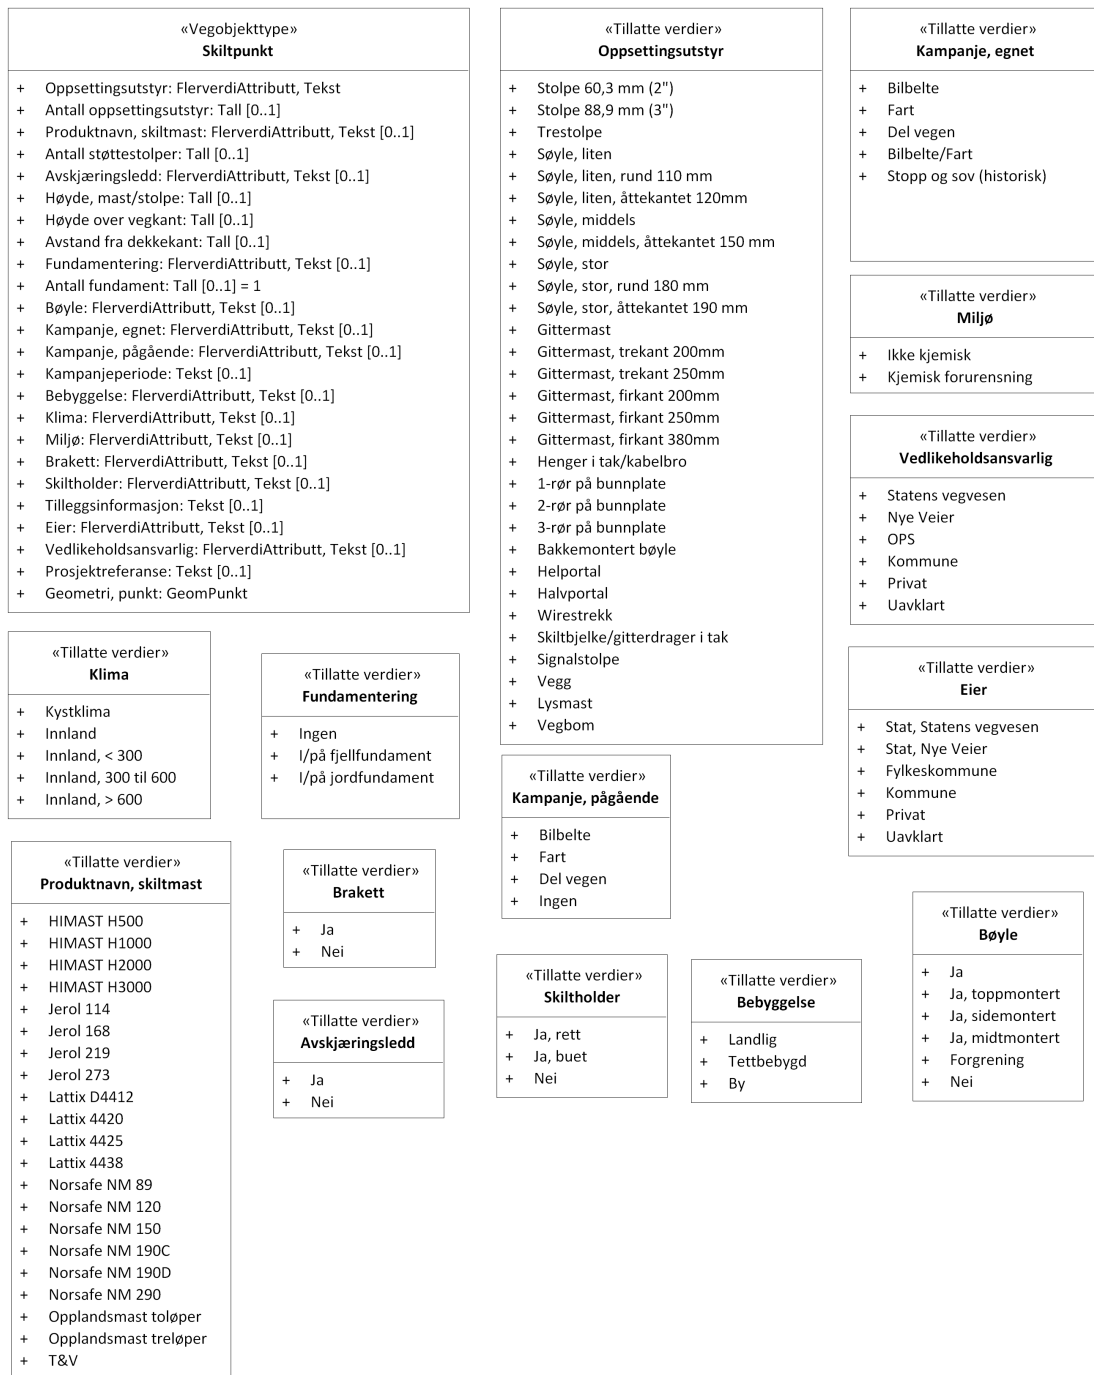 «Vegobjekttype»
Skiltpunkt
+ Oppsettingsutstyr: FlerverdiAttributt, Tekst
+ Antall oppsettingsutstyr: Tall [0..1]
+ Produktnavn, skiltmast: FlerverdiAttributt, Tekst [0..1]
+ Antall støttestolper: Tall [0..1]
+ Avskjæringsledd: FlerverdiAttributt, Tekst [0..1]
+ Høyde, mast/stolpe: Tall [0..1]
+ Høyde over vegkant: Tall [0..1]
+ Avstand fra dekkekant: Tall [0..1]
+ Fundamentering: FlerverdiAttributt, Tekst [0..1]
+ Antall fundament: Tall [0..1] = 1
+ Bøyle: FlerverdiAttributt, Tekst [0..1]
+ Kampanje, egnet: FlerverdiAttributt, Tekst [0..1]
+ Kampanje, pågående: FlerverdiAttributt, Tekst [0..1]
+ Kampanjeperiode: Tekst [0..1]
+ Bebyggelse: FlerverdiAttributt, Tekst [0..1]
+ Klima: FlerverdiAttributt, Tekst [0..1]
+ Miljø: FlerverdiAttributt, Tekst [0..1]
+ Brakett: FlerverdiAttributt, Tekst [0..1]
+ Skiltholder: FlerverdiAttributt, Tekst [0..1]
+ Tilleggsinformasjon: Tekst [0..1]
+ Eier: FlerverdiAttributt, Tekst [0..1]
+ Vedlikeholdsansvarlig: FlerverdiAttributt, Tekst [0..1]
+ Prosjektreferanse: Tekst [0..1]
+ Geometri, punkt: GeomPunkt
«Tillatte verdier»
Oppsettingsutstyr
+ Stolpe 60,3 mm (2")
+ Stolpe 88,9 mm (3")
+ Trestolpe
+ Søyle, liten
+ Søyle, liten, rund 110 mm
+ Søyle, liten, åttekantet 120mm
+ Søyle, middels
+ Søyle, middels, åttekantet 150 mm
+ Søyle, stor
+ Søyle, stor, rund 180 mm
+ Søyle, stor, åttekantet 190 mm
+ Gittermast
+ Gittermast, trekant 200mm
+ Gittermast, trekant 250mm
+ Gittermast, firkant 200mm
+ Gittermast, firkant 250mm
+ Gittermast, firkant 380mm
+ Henger i tak/kabelbro
+ 1-rør på bunnplate
+ 2-rør på bunnplate
+ 3-rør på bunnplate
+ Bakkemontert bøyle
+ Helportal
+ Halvportal
+ Wirestrekk
+ Skiltbjelke/gitterdrager i tak
+ Signalstolpe
+ Vegg
+ Lysmast
+ Vegbom
«Tillatte verdier»
Kampanje, egnet
+ Bilbelte
+ Fart
+ Del vegen
+ Bilbelte/Fart
+ Stopp og sov (historisk)
«Tillatte verdier»
Miljø
+ Ikke kjemisk
+ Kjemisk forurensning
«Tillatte verdier»
Vedlikeholdsansvarlig
+ Statens vegvesen
+ Nye Veier
+ OPS
+ Kommune
+ Privat
+ Uavklart
«Tillatte verdier»
Klima
+ Kystklima
+ Innland
+ Innland, < 300
+ Innland, 300 til 600
+ Innland, > 600
«Tillatte verdier»
Fundamentering
+ Ingen
+ I/på fjellfundament
+ I/på jordfundament
«Tillatte verdier»
Eier
+ Stat, Statens vegvesen
+ Stat, Nye Veier
+ Fylkeskommune
+ Kommune
+ Privat
+ Uavklart
«Tillatte verdier»
Kampanje, pågående
+ Bilbelte
+ Fart
+ Del vegen
+ Ingen
«Tillatte verdier»
Produktnavn, skiltmast
+ HIMAST H500
+ HIMAST H1000
+ HIMAST H2000
+ HIMAST H3000
+ Jerol 114
+ Jerol 168
+ Jerol 219
+ Jerol 273
+ Lattix D4412
+ Lattix 4420
+ Lattix 4425
+ Lattix 4438
+ Norsafe NM 89
+ Norsafe NM 120
+ Norsafe NM 150
+ Norsafe NM 190C
+ Norsafe NM 190D
+ Norsafe NM 290
+ Opplandsmast toløper
+ Opplandsmast treløper
+ T&V
«Tillatte verdier»
Brakett
+ Ja
+ Nei
«Tillatte verdier»
Avskjæringsledd
+ Ja
+ Nei
«Tillatte verdier»
Skiltholder
+ Ja, rett
+ Ja, buet
+ Nei
«Tillatte verdier»
Bebyggelse
+ Landlig
+ Tettbebygd
+ By
«Tillatte verdier»
Bøyle
+ Ja
+ Ja, toppmontert
+ Ja, sidemontert
+ Ja, midtmontert
+ Forgrening
+ Nei